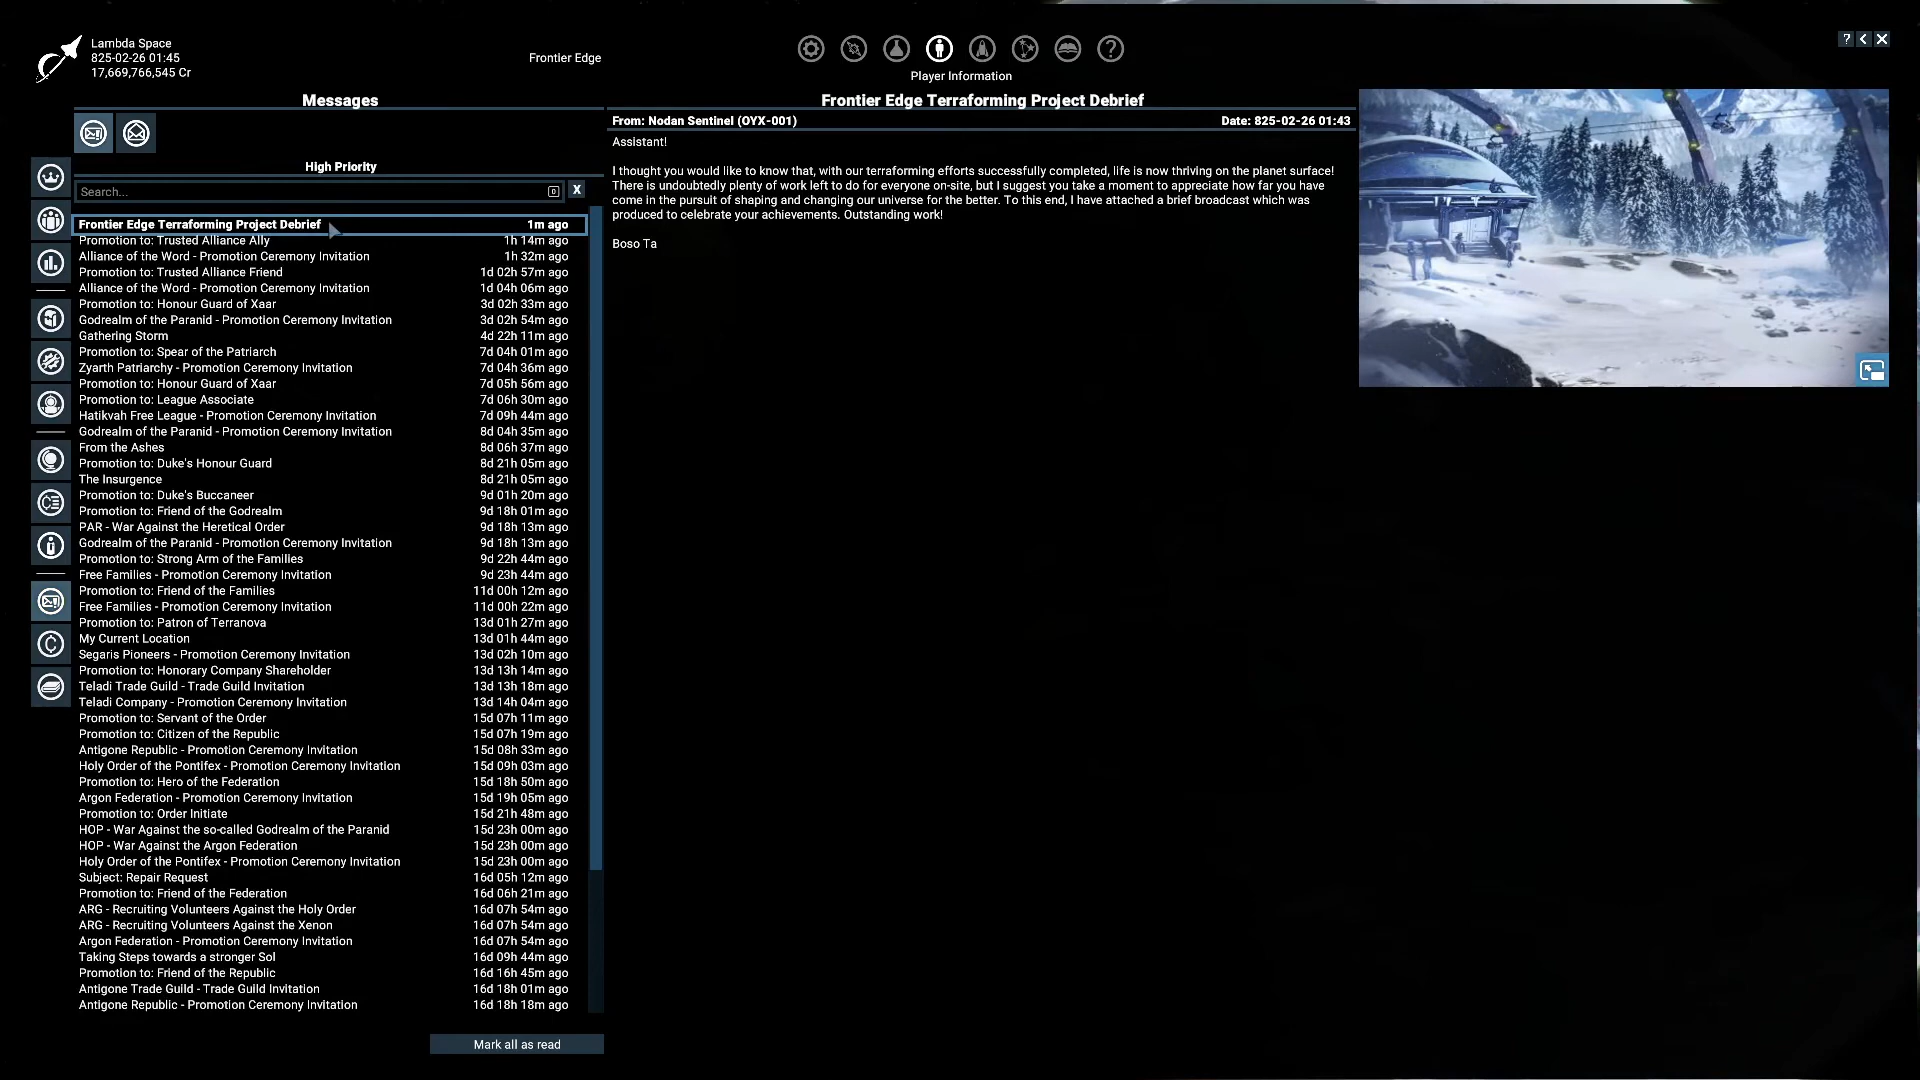 Lambda Space
825-02-26 01:45
17,669,766,545 Cr
Frontier Edge
Player Information
? < X
Messages
High Priority
Search...
X
Frontier Edge Terraforming Project Debrief 1m ago
Promotion to: Trusted Alliance Ally 1h 14m ago
Alliance of the Word - Promotion Ceremony Invitation 1h 32m ago
Promotion to: Trusted Alliance Friend 1d 02h 57m ago
Alliance of the Word - Promotion Ceremony Invitation 1d 04h 06m ago
Promotion to: Honour Guard of Xaar 3d 02h 33m ago
Godrealm of the Paranid - Promotion Ceremony Invitation 3d 02h 54m ago
Gathering Storm 4d 22h 11m ago
Promotion to: Spear of the Patriarch 7d 04h 01m ago
Zyarth Patriarchy - Promotion Ceremony Invitation 7d 04h 36m ago
Promotion to: Honour Guard of Xaar 7d 05h 56m ago
Promotion to: League Associate 7d 06h 30m ago
Hatikvah Free League - Promotion Ceremony Invitation 7d 09h 44m ago
Godrealm of the Paranid - Promotion Ceremony Invitation 8d 04h 35m ago
From the Ashes 8d 06h 37m ago
Promotion to: Duke's Honour Guard 8d 21h 05m ago
The Insurgence 8d 21h 05m ago
Promotion to: Duke's Buccaneer 9d 01h 20m ago
Promotion to: Friend of the Godrealm 9d 18h 01m ago
PAR - War Against the Heretical Order 9d 18h 13m ago
Godrealm of the Paranid - Promotion Ceremony Invitation 9d 18h 13m ago
Promotion to: Strong Arm of the Families 9d 22h 44m ago
Free Families - Promotion Ceremony Invitation 9d 23h 44m ago
Promotion to: Friend of the Families 11d 00h 12m ago
Free Families - Promotion Ceremony Invitation 11d 00h 22m ago
Promotion to: Patron of Terranova 13d 01h 27m ago
My Current Location 13d 01h 44m ago
Segaris Pioneers - Promotion Ceremony Invitation 13d 02h 10m ago
Promotion to: Honorary Company Shareholder 13d 13h 14m ago
Teladi Trade Guild - Trade Guild Invitation 13d 13h 18m ago
Teladi Company - Promotion Ceremony Invitation 13d 14h 04m ago
Promotion to: Servant of the Order 15d 07h 11m ago
Promotion to: Citizen of the Republic 15d 07h 19m ago
Antigone Republic - Promotion Ceremony Invitation 15d 08h 33m ago
Holy Order of the Pontifex - Promotion Ceremony Invitation 15d 09h 03m ago
Promotion to: Hero of the Federation 15d 18h 50m ago
Argon Federation - Promotion Ceremony Invitation 15d 19h 05m ago
Promotion to: Order Initiate 15d 21h 48m ago
HOP - War Against the so-called Godrealm of the Paranid 15d 23h 00m ago
HOP - War Against the Argon Federation 15d 23h 00m ago
Holy Order of the Pontifex - Promotion Ceremony Invitation 15d 23h 00m ago
Subject: Repair Request 16d 05h 12m ago
Promotion to: Friend of the Federation 16d 06h 21m ago
ARG - Recruiting Volunteers Against the Holy Order 16d 07h 54m ago
ARG - Recruiting Volunteers Against the Xenon 16d 07h 54m ago
Argon Federation - Promotion Ceremony Invitation 16d 07h 54m ago
Taking Steps towards a stronger Sol 16d 09h 44m ago
Promotion to: Friend of the Republic 16d 16h 45m ago
Antigone Trade Guild - Trade Guild Invitation 16d 18h 01m ago
Antigone Republic - Promotion Ceremony Invitation 16d 18h 18m ago
Mark all as read
Frontier Edge Terraforming Project Debrief
From: Nodan Sentinel (OYX-001) Date: 825-02-26 01:43
Assistant!
I thought you would like to know that, with our terraforming efforts successfully completed, life is now thriving on the planet surface!
There is undoubtedly plenty of work left to do for everyone on-site, but I suggest you take a moment to appreciate how far you have
come in the pursuit of shaping and changing our universe for the better. To this end, I have attached a brief broadcast which was
produced to celebrate your achievements. Outstanding work!
Boso Ta